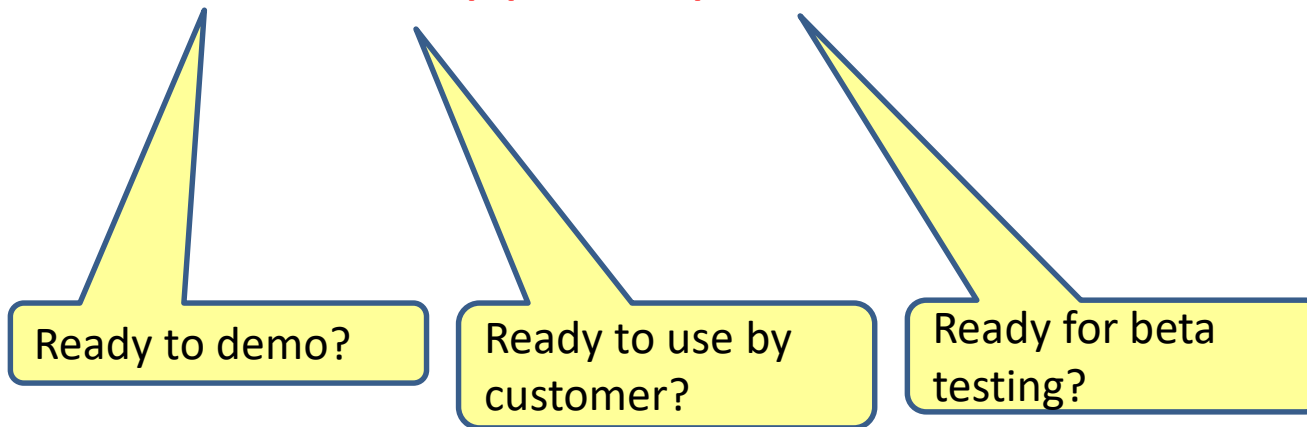 Ready to demo?
Ready to use by
customer?
Ready for beta
testing?